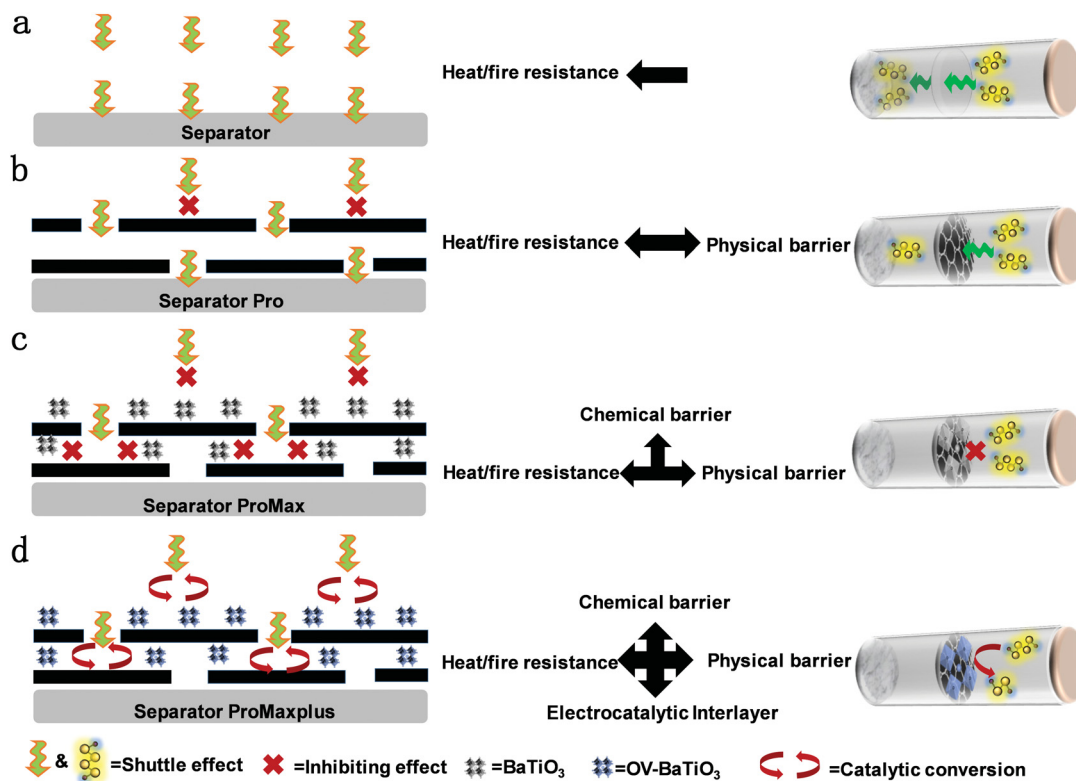 a
Separator
Heat/fire resistance
b
Separator Pro
Heat/fire resistance
Physical barrier
c
Separator ProMax
Chemical barrier
Heat/fire resistance
Physical barrier
d
Separator ProMaxplus
Chemical barrier
Heat/fire resistance
Physical barrier
Electrocatalytic Interlayer
& =Shuttle effect
=Inhibiting effect
=BaTiO₃
=OV-BaTiO₃
=Catalytic conversion